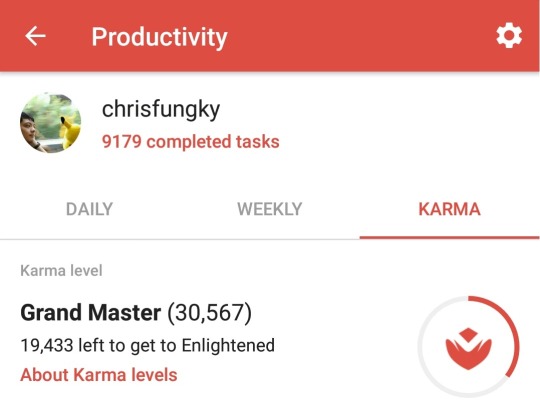 Productivity
chrisfungky
9179 completed tasks
DAILY WEEKLY KARMA
Karma level
Grand Master (30,567)
19,433 left to get to Enlightened
About Karma levels